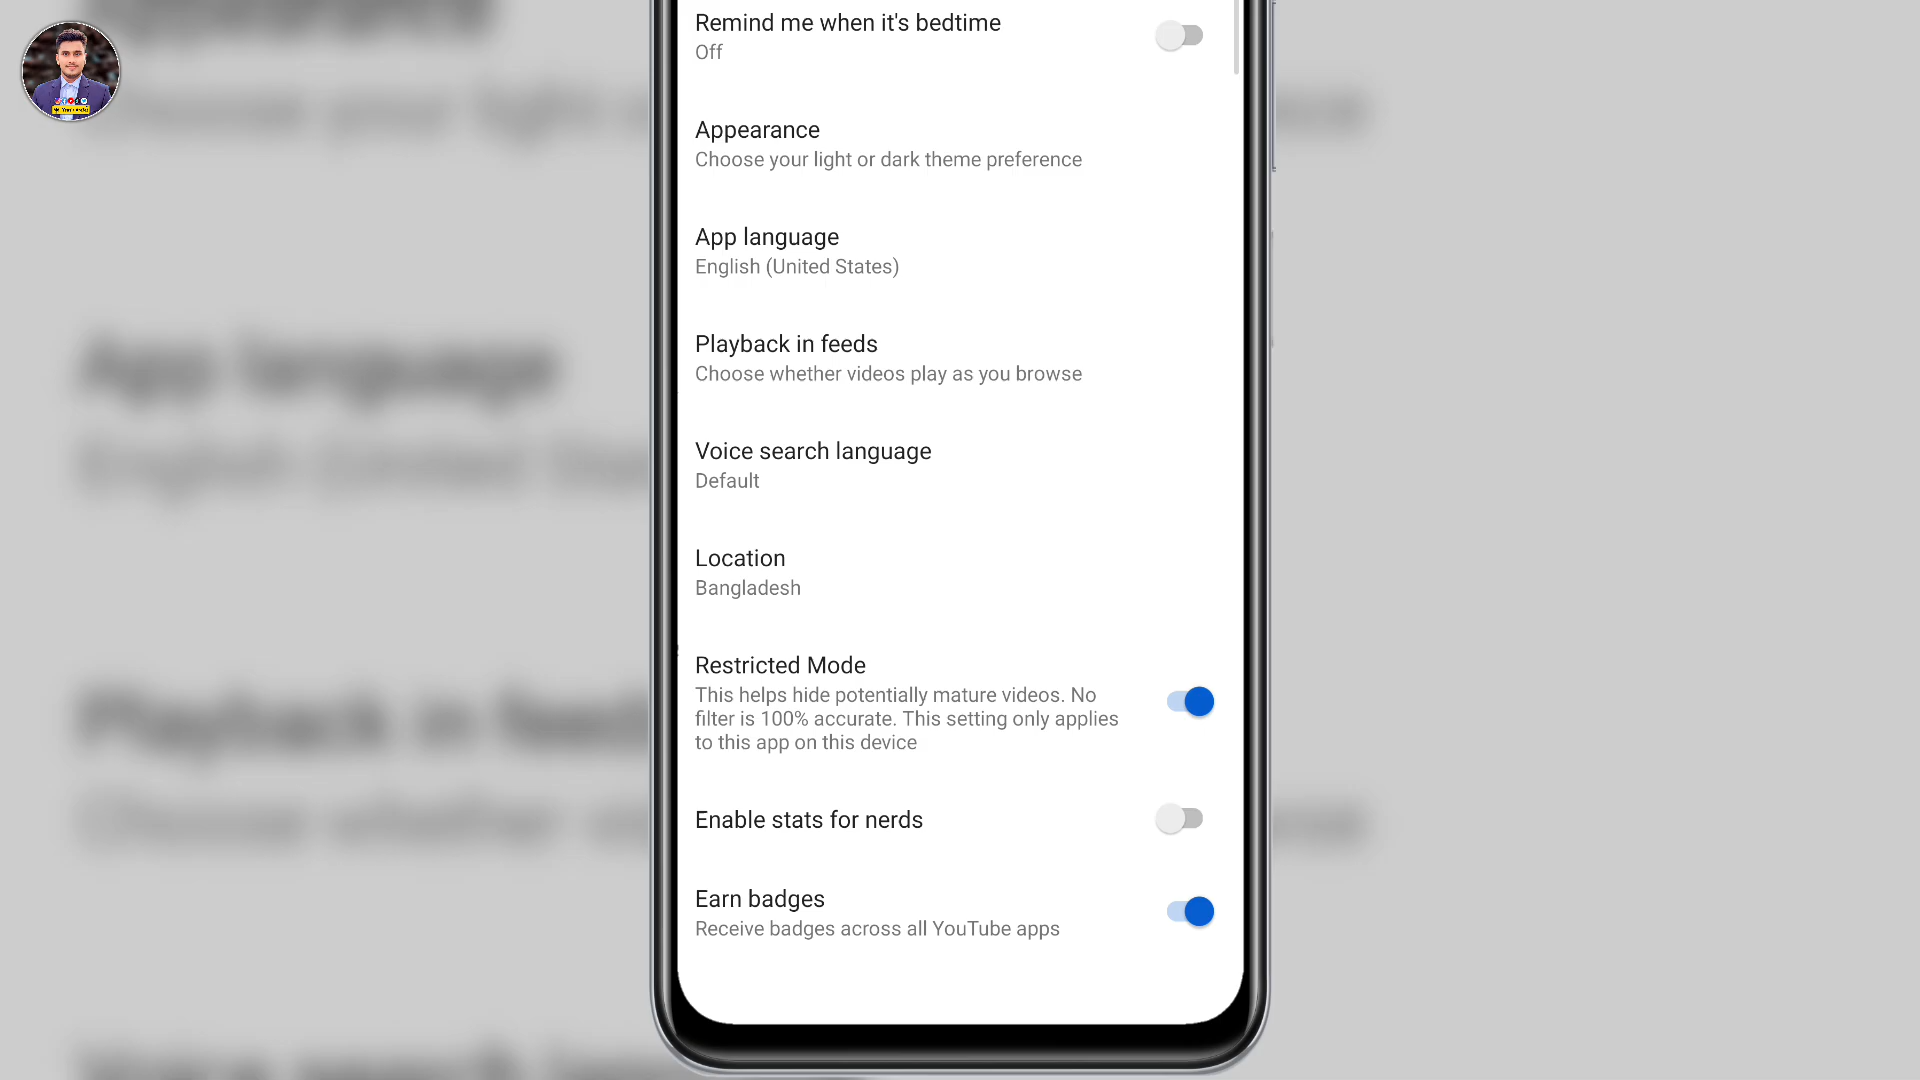 Remind me when it's bedtime
Off
Appearance
Choose your light or dark theme preference
App language
English (United States)
Playback in feeds
Choose whether videos play as you browse
Voice search language
Default
Location
Bangladesh
Restricted Mode
This helps hide potentially mature videos. No
filter is 100% accurate. This setting only applies
to this app on this device
Enable stats for nerds
Earn badges
Receive badges across all YouTube apps